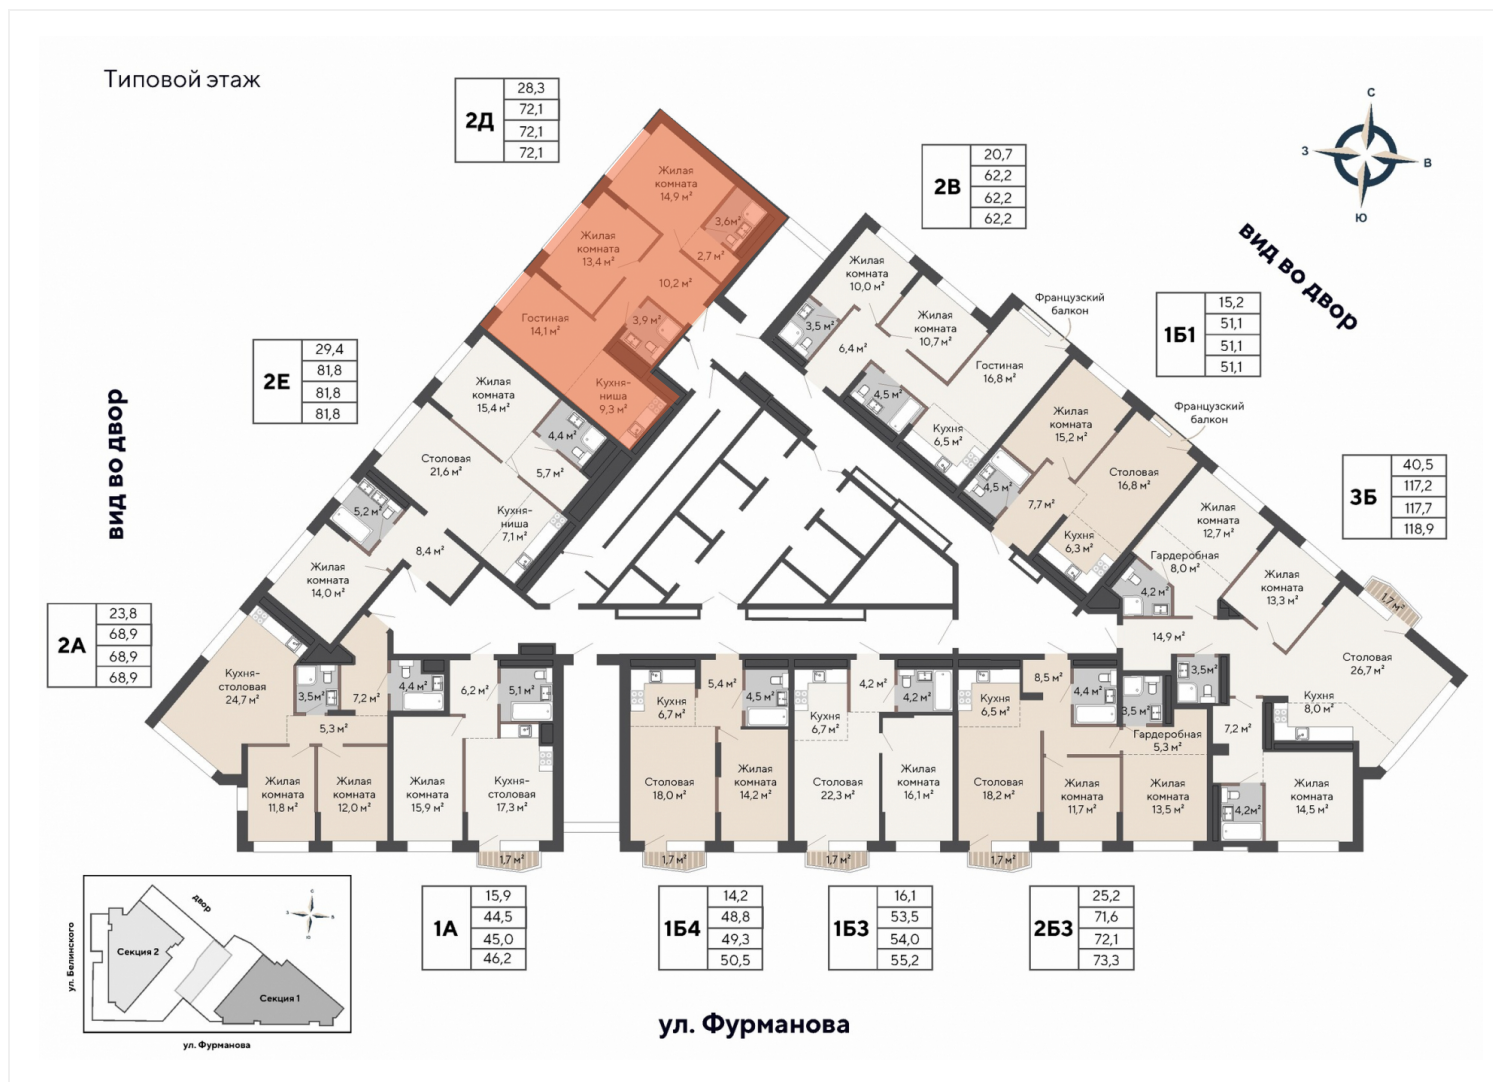 Типовой этаж
2Д
28,3
72,1
72,1
72,1
С
З
В
Ю
2В
20,7
62,2
62,2
62,2
вид во двор
1Б1
15,2
51,1
51,1
51,1
2Е
29,4
81,8
81,8
81,8
вид во двор
3Б
40,5
117,2
117,7
118,9
2А
23,8
68,9
68,9
68,9
Жилая
комната
14,9 м²
3,6м²
Жилая
комната
13,4 м²
2,7 м²
10,2 м²
Гостиная
14,1 м²
3,9 м²
Кухня-
ниша
9,3 м²
Жилая
комната
10,0 м²
3,5 м²
Жилая
комната
10,7 м²
6,4 м²
Французский
балкон
Гостиная
16,8 м²
4,5 м²
Кухня
6,5 м²
Жилая
комната
15,2 м²
Французский
балкон
Столовая
16,8 м²
4,5 м²
7,7 м²
Кухня
6,3 м²
Жилая
комната
15,4 м²
4,4 м²
Столовая
21,6 м²
5,7 м²
5,2 м²
Кухня-
ниша
7,1 м²
8,4 м²
Жилая
комната
14,0 м²
Жилая
комната
12,7 м²
Гардеробная
8,0 м²
4,2 м²
Жилая
комната
13,3 м²
1,7 м²
14,9 м²
Столовая
26,7 м²
3,5м²
Кухня
8,0 м²
7,2 м²
4,2м²
Жилая
комната
14,5 м²
Кухня-
столовая
24,7 м²
3,5м²
7,2 м²
4,4 м²
5,3 м²
Жилая
комната
11,8 м²
Жилая
комната
12,0 м²
6,2 м²
5,1 м²
Жилая
комната
15,9 м²
Кухня-
столовая
17,3 м²
1,7 м²
5,4 м²
Кухня
6,7 м²
4,5 м²
Столовая
18,0 м²
Жилая
комната
14,2 м²
1,7 м²
4,2 м²
4,2 м²
Кухня
6,7 м²
Столовая
22,3 м²
Жилая
комната
16,1 м²
1,7 м²
8,5 м²
Кухня
6,5 м²
4,4 м²
3,5м²
Гардеробная
5,3 м²
Столовая
18,2 м²
Жилая
комната
11,7 м²
Жилая
комната
13,5 м²
1,7 м²
1А
15,9
44,5
45,0
46,2
1Б4
14,2
48,8
49,3
50,5
1Б3
16,1
53,5
54,0
55,2
2Б3
25,2
71,6
72,1
73,3
ул. Фурманова
ул. Белинского
двор
С
З
В
Ю
Секция 2
Секция 1
ул. Фурманова